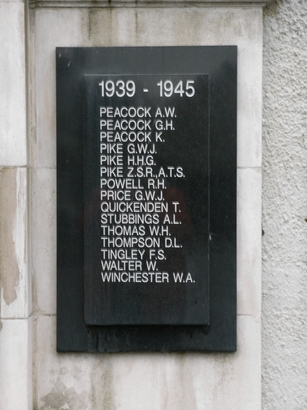 1939 - 1945
PEACOCK A.W.
PEACOCK G.H.
PEACOCK K.
PIKE G.W.J.
PIKE H.H.G.
PIKE Z.S.R.,A.T.S.
POWELL R.H.
PRICE G.W.J.
QUICKENDEN T.
STUBBINGS A.L.
THOMAS W.H.
THOMPSON D.L.
TINGLEY F.S.
WALTER W.
WINCHESTER W.A.